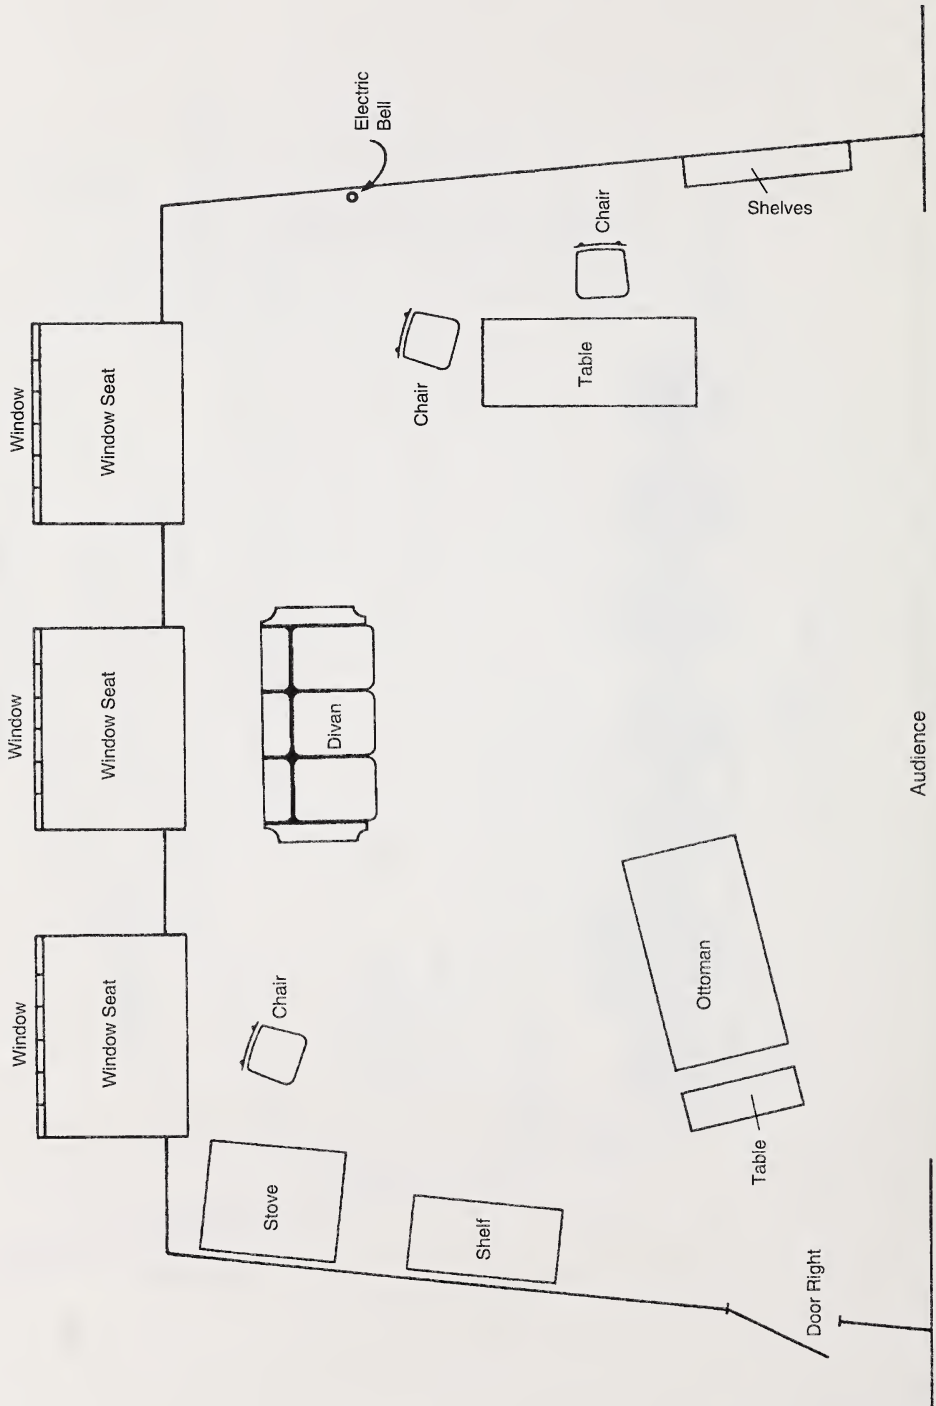 Window
Window
Window
Window Seat
Window Seat
Window Seat
Electric
Bell
Chair
Stove
Divan
Chair
Chair
Shelf
Table
Shelves
Ottoman
Table
Door Right
Audience